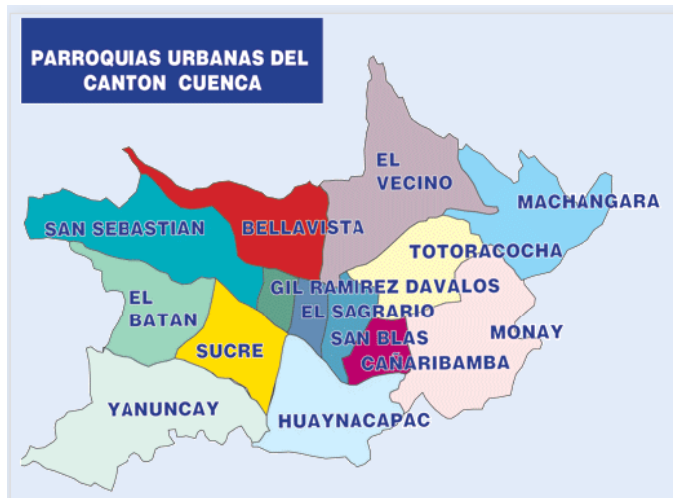 PARROQUIAS URBANAS DEL
CANTON CUENCA
EL
VECINO
MACHANGARA
SAN SEBASTIAN
BELLAVISTA
TOTORACOCHA
GIL RAMIREZ DAVALOS
EL
BATAN
EL SAGRARIO
MONAY
SAN BLAS
SUCRE
CAÑARIBAMBA
YANUNCAY
HUAYNACAPAC